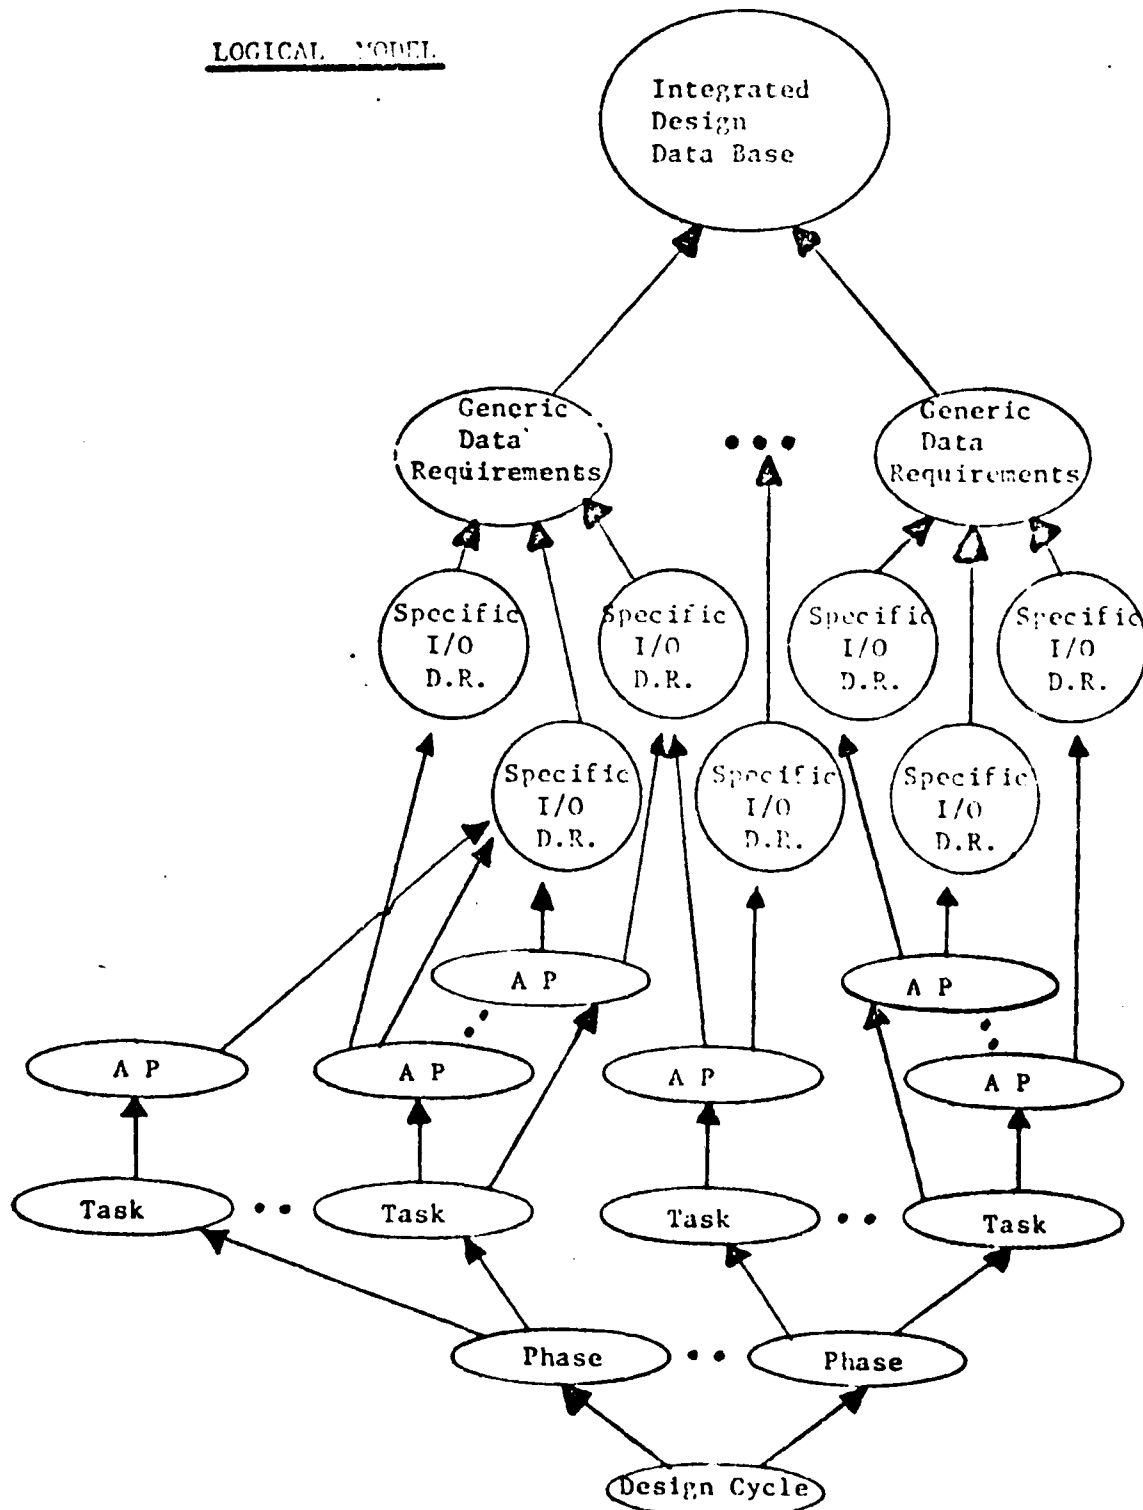 LOGICAL MODEL
Integrated
Design
Data Base
Generic
Data
Requirements
Generic
Data
Requirements
Specific
I/O
D.R.
Specific
I/O
D.R.
Specific
I/O
D.R.
Specific
I/O
D.R.
Specific
I/O
D.R.
Specific
I/O
D.R.
Specific
I/O
D.R.
A P
A P
A P
A P
A P
A P
Task
Task
Task
Task
Phase
Phase
Design Cycle